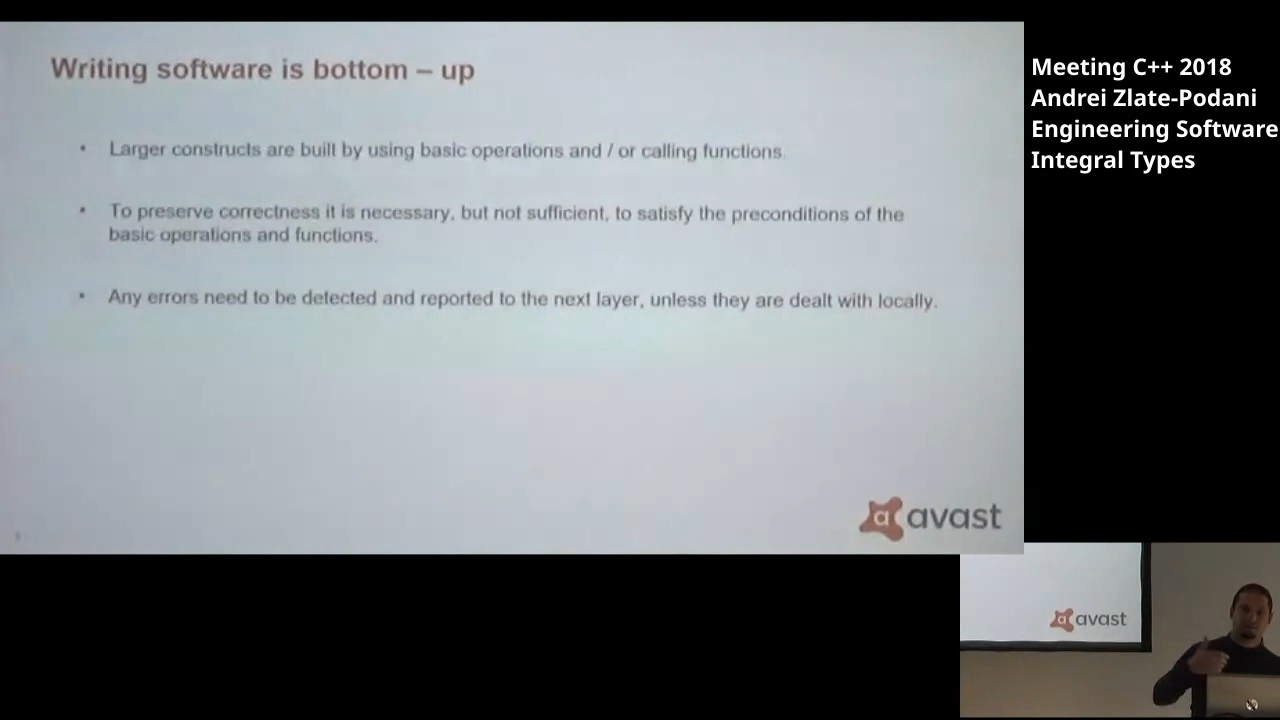 Writing software is bottom – up
• Larger constructs are built by using basic operations and / or calling functions.
• To preserve correctness it is necessary, but not sufficient, to satisfy the preconditions of the
basic operations and functions.
• Any errors need to be detected and reported to the next layer, unless they are dealt with locally.
avast
Meeting C++ 2018
Andrei Zlate-Podani
Engineering Software
Integral Types
avast